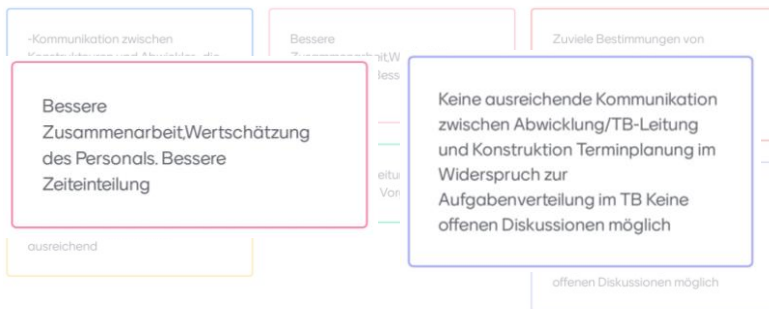 -Kommunikation zwischen
Bessere
Zuviele Bestimmungen von
Bessere
Zusammenarbeit,Wertschätzung
des Personals. Bessere
Zeiteinteilung
Keine ausreichende Kommunikation
zwischen Abwicklung/TB-Leitung
und Konstruktion Terminplanung im
Widerspruch zur
Aufgabenverteilung im TB Keine
offenen Diskussionen möglich
ausreichend
offenen Diskussionen möglich